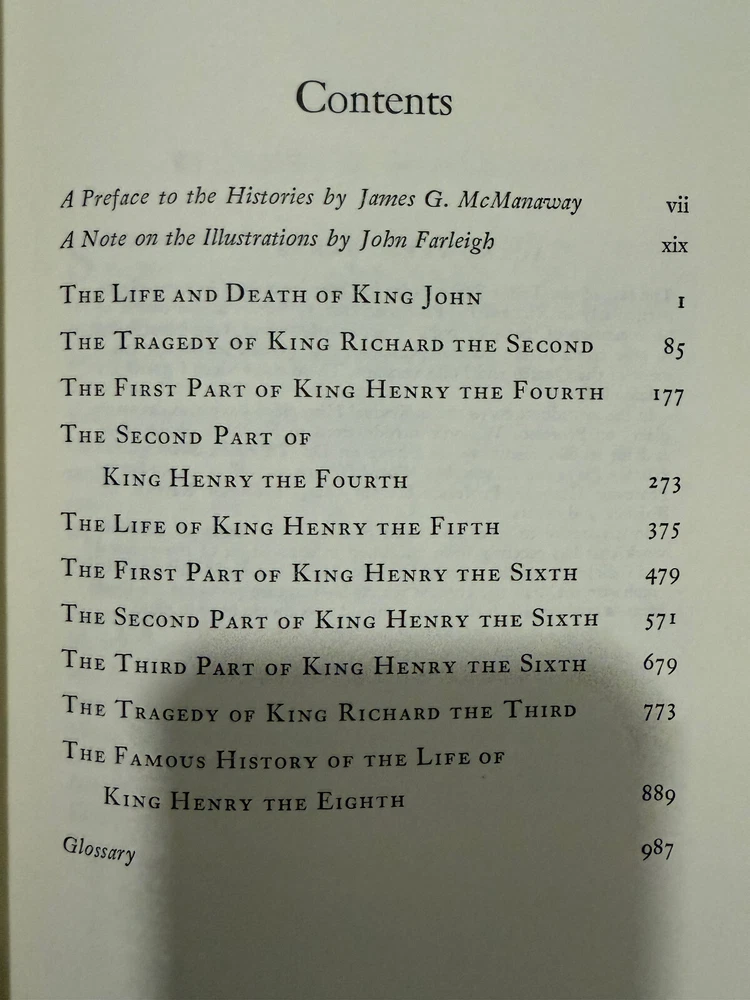 Contents
A Preface to the Histories by James G. McManaway vii
A Note on the Illustrations by John Farleigh xix
The Life and Death of King John 1
The Tragedy of King Richard the Second 85
The First Part of King Henry the Fourth 177
The Second Part of
King Henry the Fourth 273
The Life of King Henry the Fifth 375
The First Part of King Henry the Sixth 479
The Second Part of King Henry the Sixth 571
The Third Part of King Henry the Sixth 679
The Tragedy of King Richard the Third 773
The Famous History of the Life of
King Henry the Eighth 889
Glossary 987